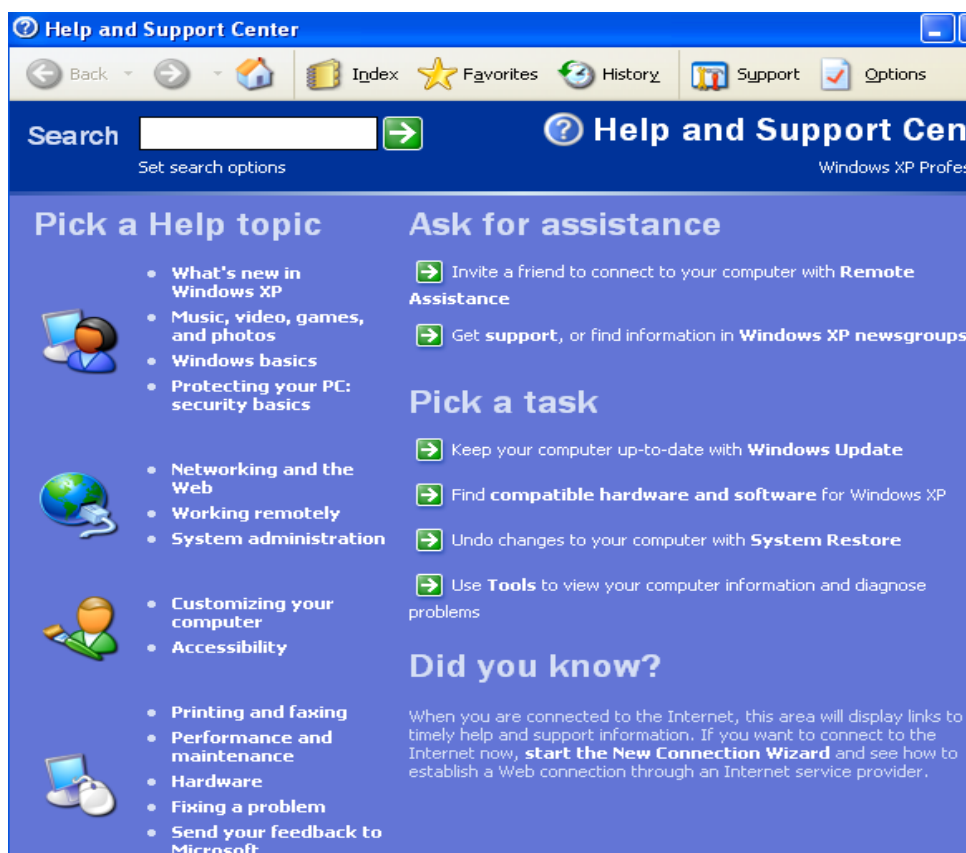 Help and Support Center
Back Index Favorites History Support Options
Search
Help and Support Cen
Set search options
Windows XP Profes
Pick a Help topic
What's new in
Windows XP
Music, video, games,
and photos
Windows basics
Protecting your PC:
security basics
Networking and the
Web
Working remotely
System administration
Customizing your
computer
Accessibility
Printing and faxing
Performance and
maintenance
Hardware
Fixing a problem
Send your feedback to
Microsoft
Ask for assistance
Invite a friend to connect to your computer with Remote
Assistance
Get support, or find information in Windows XP newsgroups
Pick a task
Keep your computer up-to-date with Windows Update
Find compatible hardware and software for Windows XP
Undo changes to your computer with System Restore
Use Tools to view your computer information and diagnose
problems
Did you know?
When you are connected to the Internet, this area will display links to
timely help and support information. If you want to connect to the
Internet now, start the New Connection Wizard and see how to
establish a Web connection through an Internet service provider.